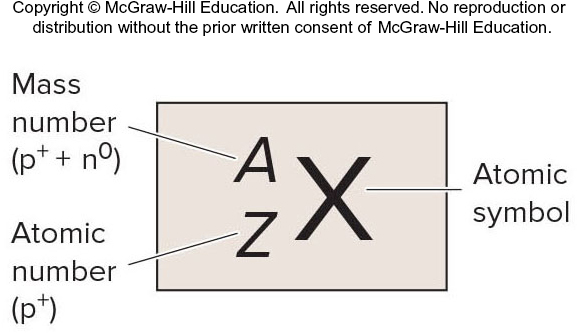 Copyright © McGraw-Hill Education. All rights reserved. No reproduction or
distribution without the prior written consent of McGraw-Hill Education.
Mass
number
(p⁺ + n⁰)
Atomic
number
(p⁺)
A
Z
X
Atomic
symbol